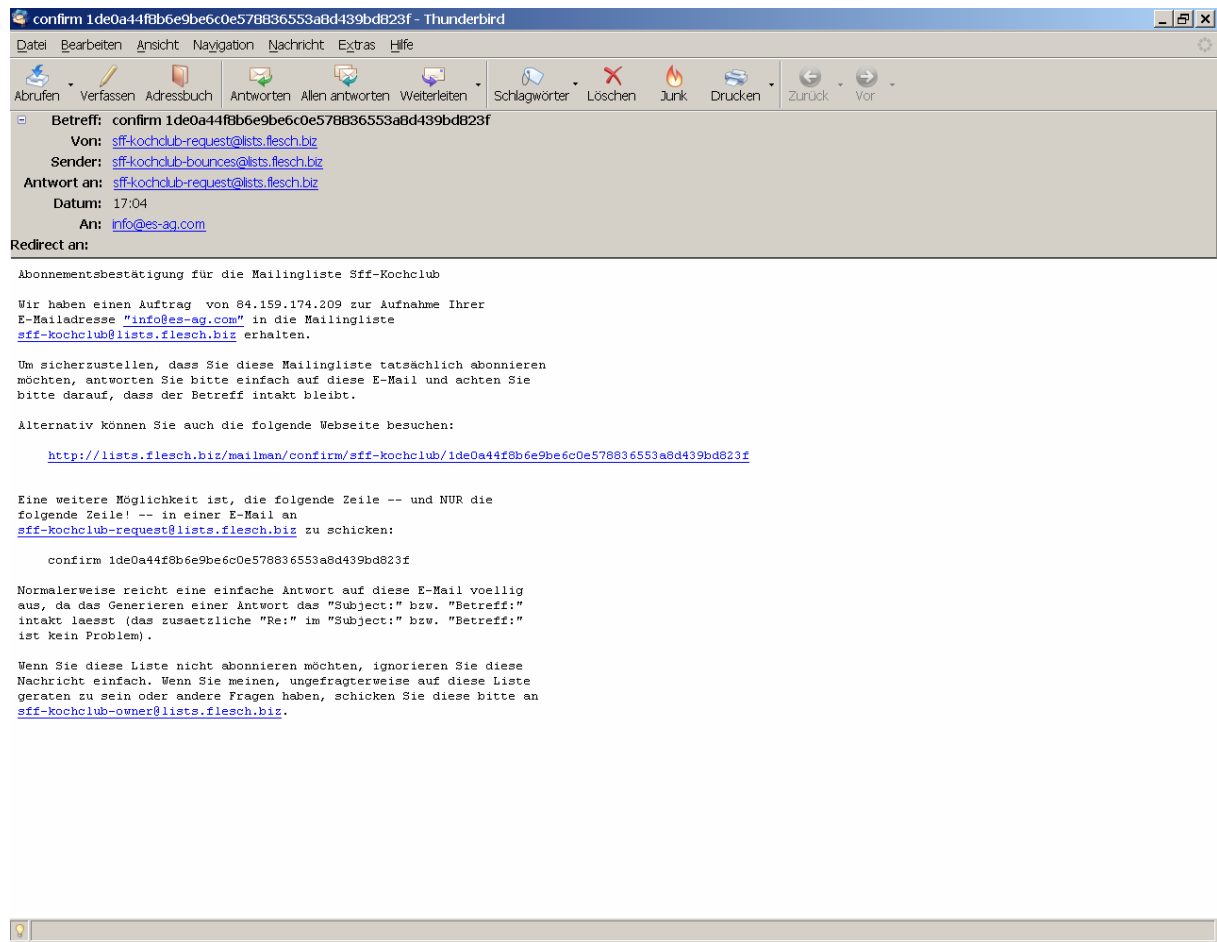 confirm 1de0a44f8b6e9be6c0e578836553a8d439bd823f - Thunderbird
Datei Bearbeiten Ansicht Navigation Nachricht Extras Hilfe
Abrufen Verfassen Adressbuch Antworten Allen antworten Weiterleiten Schlagwörter Löschen Junk Drucken Zurück Vor
Betreff: confirm 1de0a44f8b6e9be6c0e578836553a8d439bd823f
Von: sff-kochclub-request@lists.flesch.biz
Sender: sff-kochclub-bounces@lists.flesch.biz
Antwort an: sff-kochclub-request@lists.flesch.biz
Datum: 17:04
An: info@es-ag.com
Redirect an:
Abonnementsbestätigung für die Mailingliste Sff-Kochclub
Wir haben einen Auftrag  von 84.159.174.209 zur Aufnahme Ihrer
E-Mailadresse "info@es-ag.com" in die Mailingliste
sff-kochclub@lists.flesch.biz erhalten.
Um sicherzustellen, dass Sie diese Mailingliste tatsächlich abonnieren
möchten, antworten Sie bitte einfach auf diese E-Mail und achten Sie
bitte darauf, dass der Betreff intakt bleibt.
Alternativ können Sie auch die folgende Webseite besuchen:
http://lists.flesch.biz/mailman/confirm/sff-kochclub/1de0a44f8b6e9be6c0e578836553a8d439bd823f
Eine weitere Möglichkeit ist, die folgende Zeile -- und NUR die
folgende Zeile! -- in einer E-Mail an
sff-kochclub-request@lists.flesch.biz zu schicken:
confirm 1de0a44f8b6e9be6c0e578836553a8d439bd823f
Normalerweise reicht eine einfache Antwort auf diese E-Mail voellig
aus, da das Generieren einer Antwort das "Subject:" bzw. "Betreff:"
intakt laesst (das zusaetzliche "Re:" im "Subject:" bzw. "Betreff:"
ist kein Problem).
Wenn Sie diese Liste nicht abonnieren möchten, ignorieren Sie diese
Nachricht einfach. Wenn Sie meinen, ungefragterweise auf diese Liste
geraten zu sein oder andere Fragen haben, schicken Sie diese bitte an
sff-kochclub-owner@lists.flesch.biz.